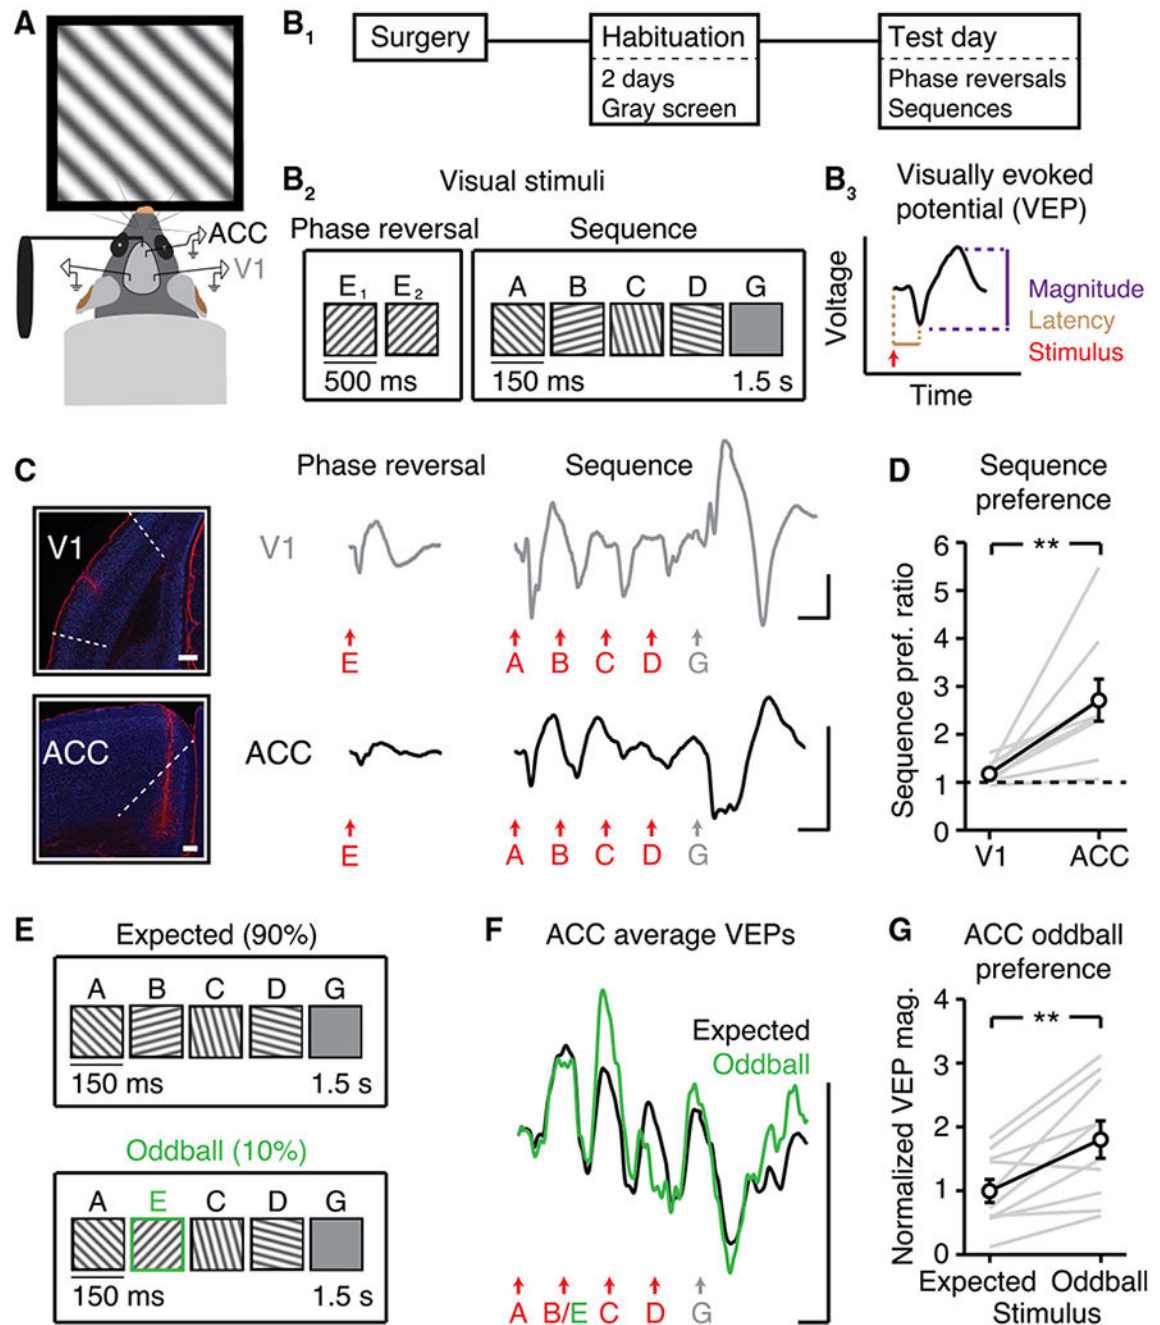 A
ACC
V1
B1
Surgery
Habituation
2 days
Gray screen
Test day
Phase reversals
Sequences
B2
Visual stimuli
Phase reversal
E1 E2
500 ms
Sequence
A B C D G
150 ms 1.5 s
B3
Visually evoked
potential (VEP)
Voltage
Time
Magnitude
Latency
Stimulus
C
Phase reversal Sequence
V1
V1
E
A B C D G
ACC
ACC
E
A B C D G
D
Sequence
preference
Sequence pref. ratio
6
5
4
3
2
1
0
**
V1 ACC
E
Expected (90%)
A B C D G
150 ms 1.5 s
Oddball (10%)
A E C D G
150 ms 1.5 s
F
ACC average VEPs
Expected
Oddball
A B/E C D G
G
ACC oddball
preference
Normalized VEP mag.
4
3
2
1
0
**
Expected Oddball
Stimulus